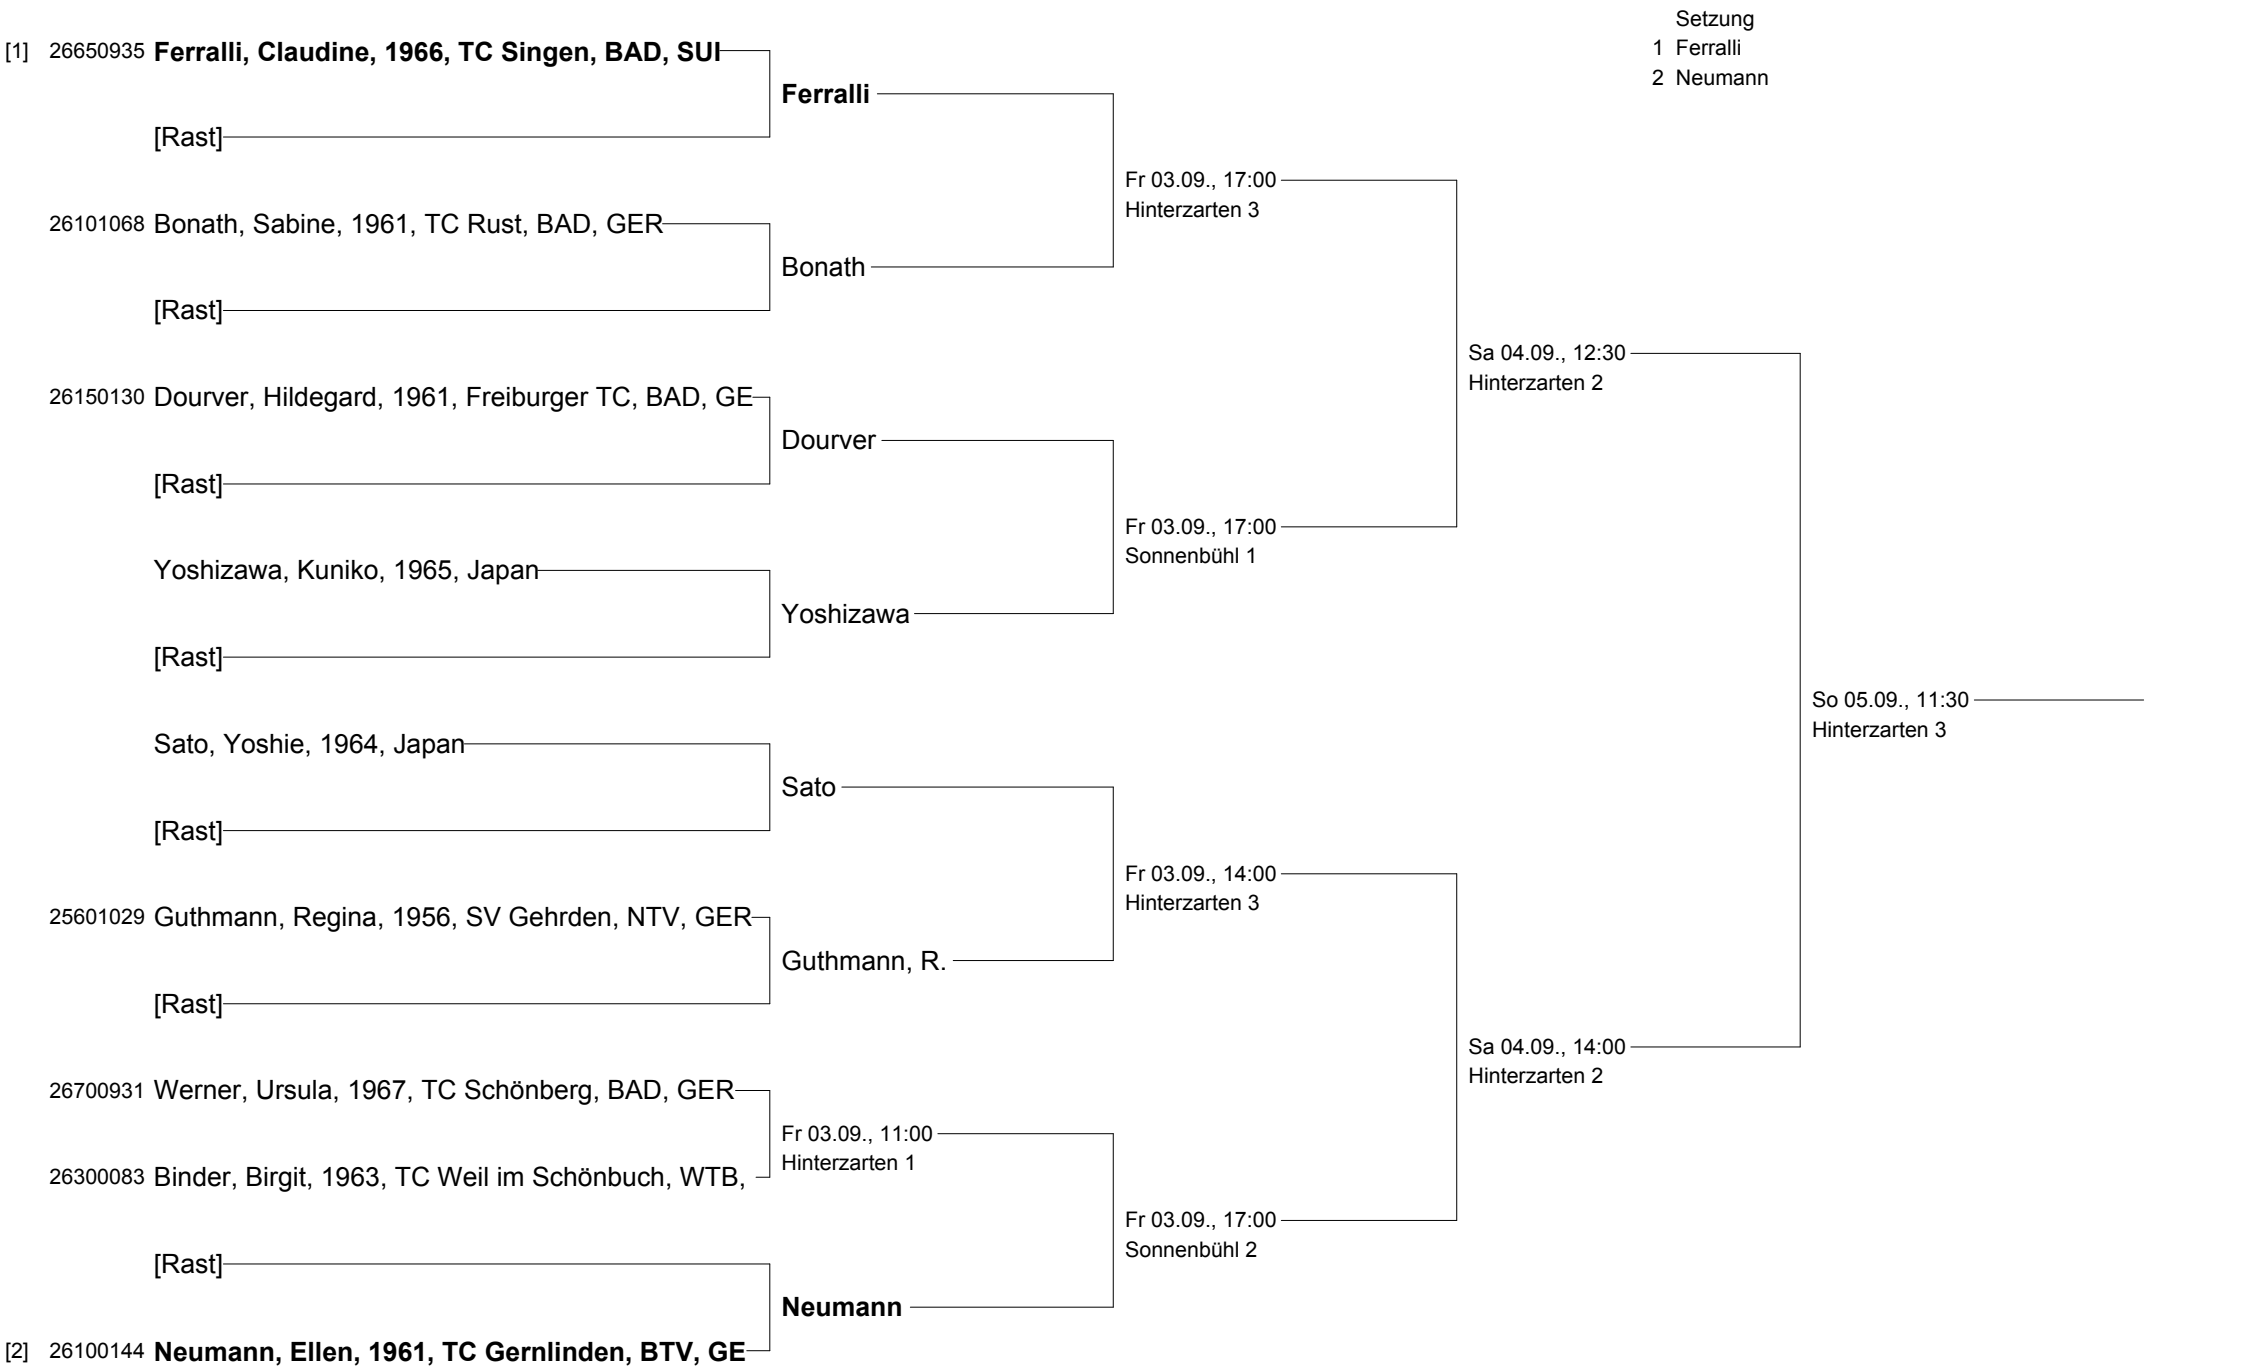 Setzung
1 Ferralli
2 Neumann
[1] 26650935 Ferralli, Claudine, 1966, TC Singen, BAD, SUI
Ferralli
[Rast]
Fr 03.09., 17:00
Hinterzarten 3
26101068 Bonath, Sabine, 1961, TC Rust, BAD, GER
Bonath
[Rast]
Sa 04.09., 12:30
Hinterzarten 2
26150130 Dourver, Hildegard, 1961, Freiburger TC, BAD, GE
Dourver
[Rast]
Fr 03.09., 17:00
Sonnenbühl 1
Yoshizawa, Kuniko, 1965, Japan
Yoshizawa
[Rast]
So 05.09., 11:30
Hinterzarten 3
Sato, Yoshie, 1964, Japan
Sato
[Rast]
Fr 03.09., 14:00
Hinterzarten 3
25601029 Guthmann, Regina, 1956, SV Gehrden, NTV, GER
Guthmann, R.
[Rast]
Sa 04.09., 14:00
Hinterzarten 2
26700931 Werner, Ursula, 1967, TC Schönberg, BAD, GER
Fr 03.09., 11:00
Hinterzarten 1
26300083 Binder, Birgit, 1963, TC Weil im Schönbuch, WTB,
Fr 03.09., 17:00
Sonnenbühl 2
[Rast]
Neumann
[2] 26100144 Neumann, Ellen, 1961, TC Gernlinden, BTV, GE